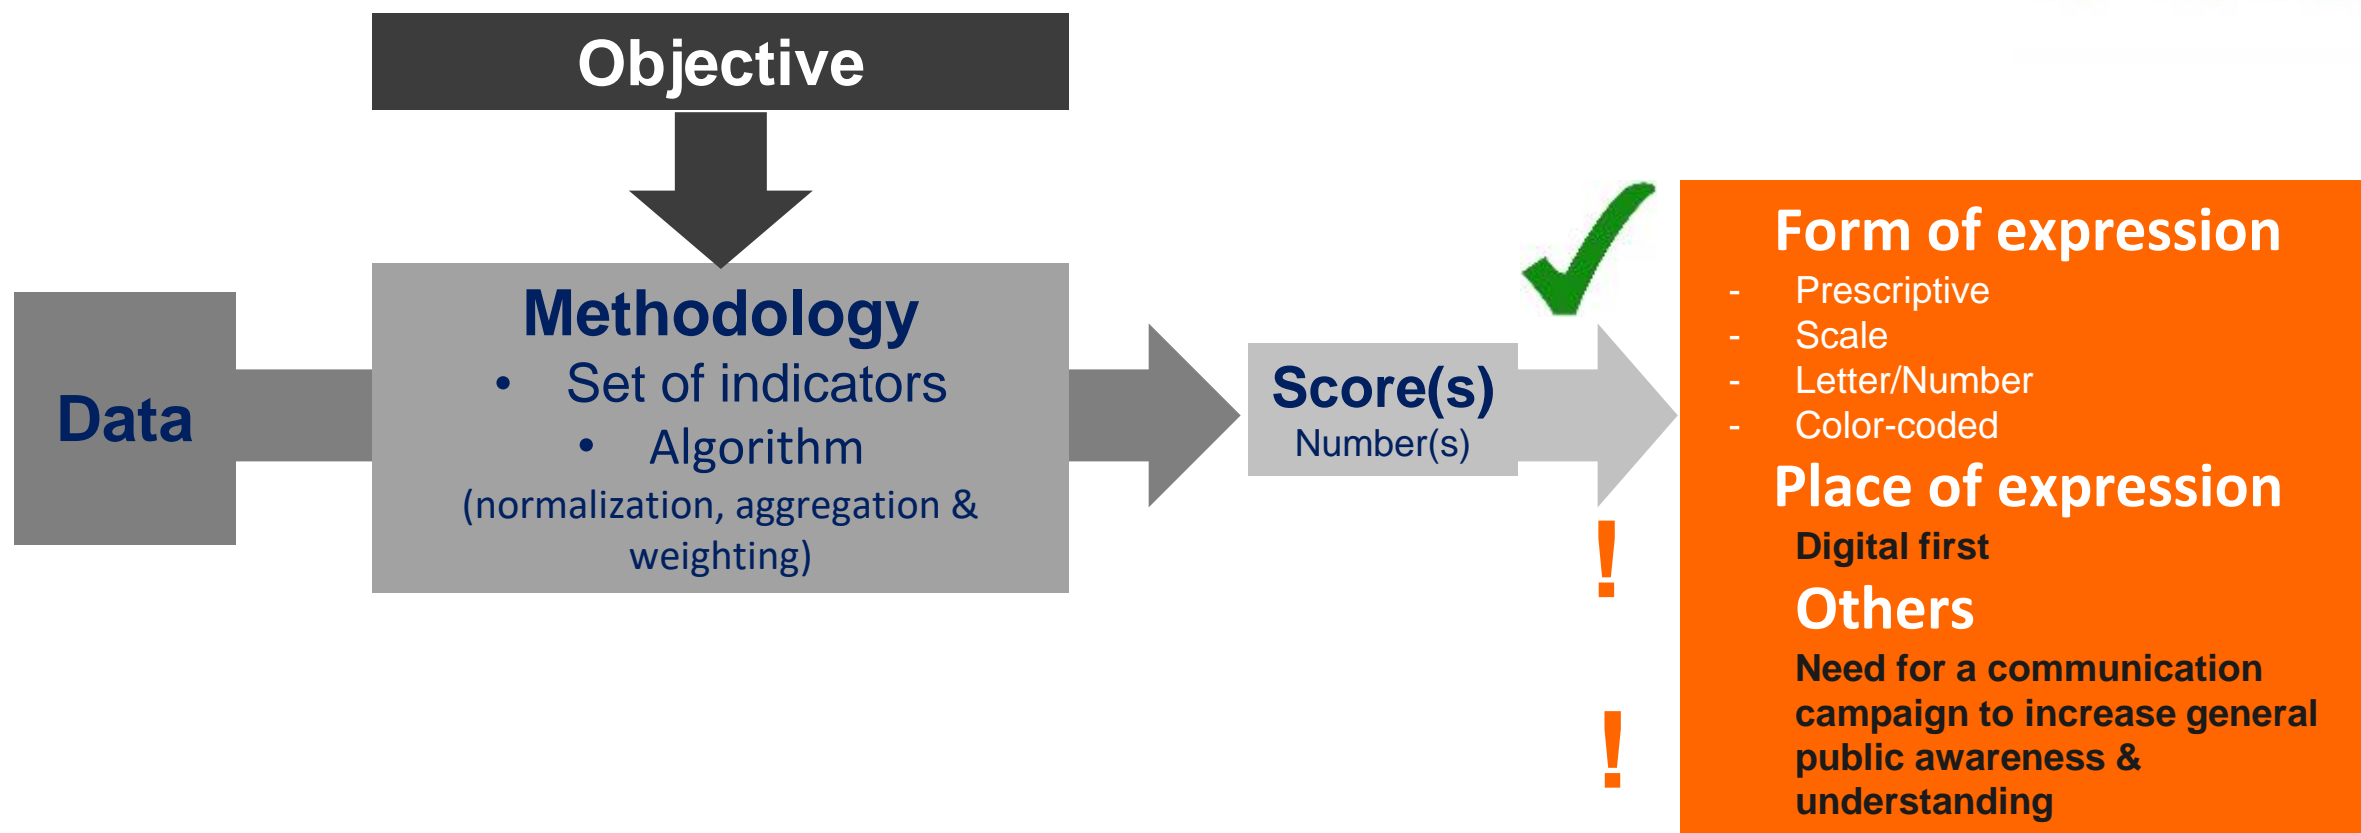 Objective
Data
Methodology
• Set of indicators
• Algorithm
(normalization, aggregation &
weighting)
Score(s)
Number(s)
!
!
Form of expression
- Prescriptive
- Scale
- Letter/Number
- Color-coded
Place of expression
Digital first
Others
Need for a communication
campaign to increase general
public awareness &
understanding